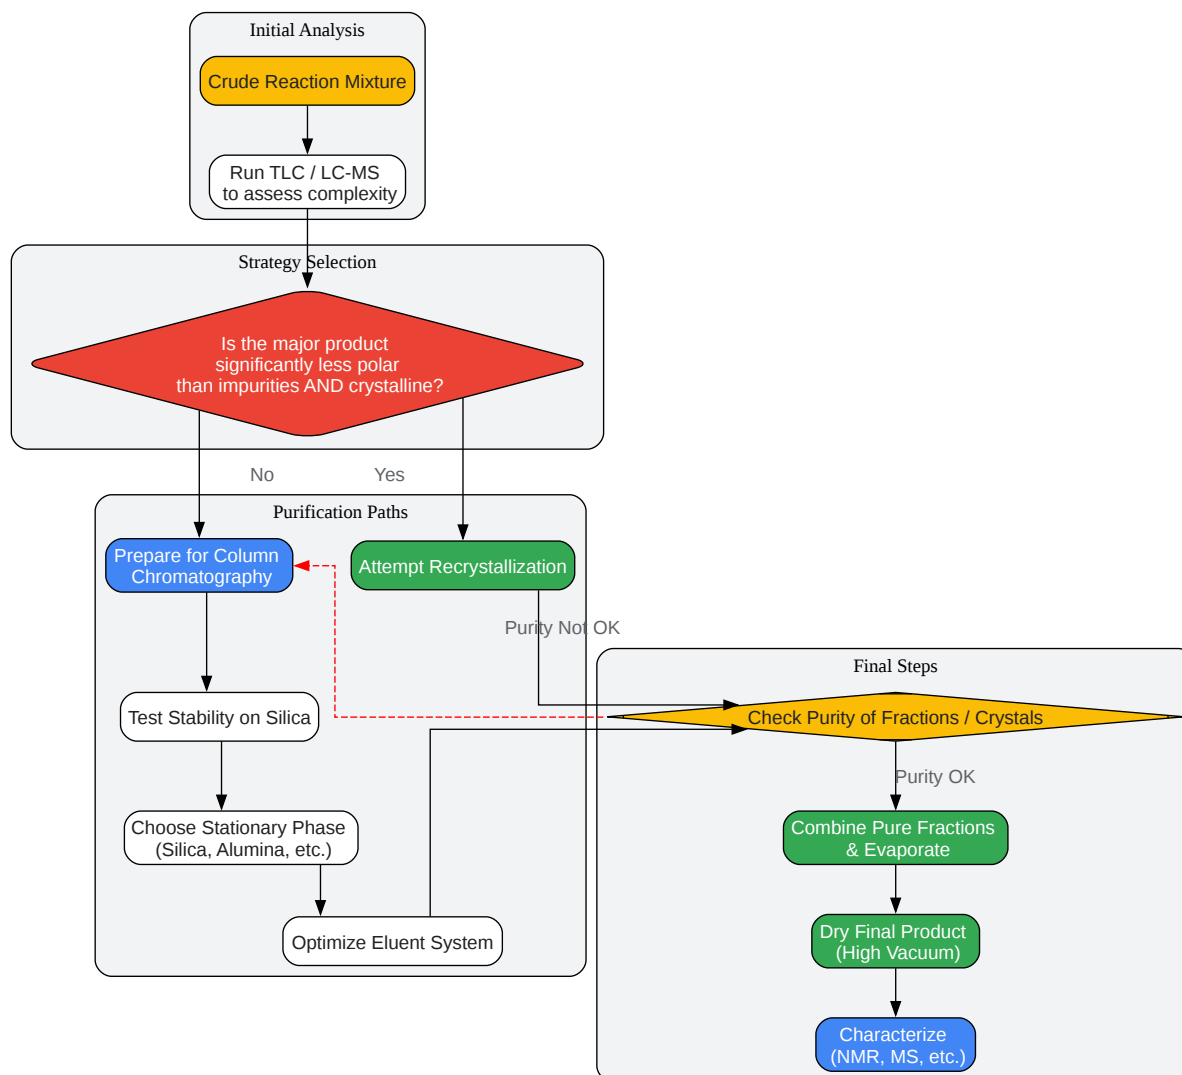 Initial Analysis
Crude Reaction Mixture
Run TLC / LC-MS
to assess complexity
Strategy Selection
Is the major product
significantly less polar
than impurities AND crystalline?
No
Yes
Purification Paths
Prepare for Column
Chromatography
Attempt Recrystallization
Purity Not OK
Final Steps
Test Stability on Silica
Check Purity of Fractions / Crystals
Purity OK
Choose Stationary Phase
(Silica, Alumina, etc.)
Combine Pure Fractions
& Evaporate
Optimize Eluent System
Dry Final Product
(High Vacuum)
Characterize
(NMR, MS, etc.)